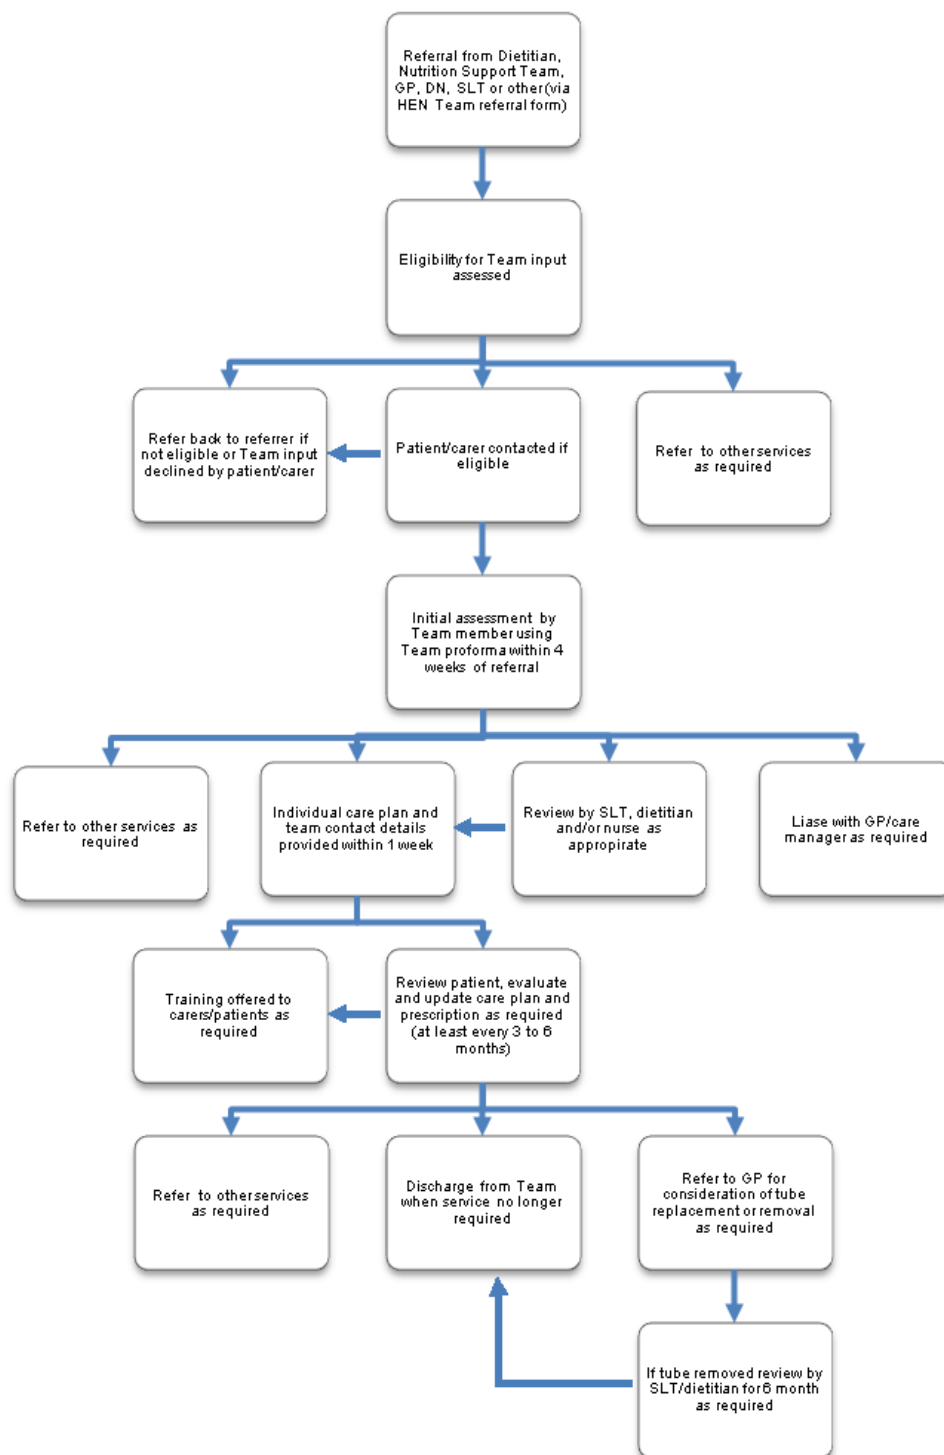 Referral from Dietitian,
Nutrition Support Team,
GP, DN, SLT or other (via
HEN Team referral form)
Eligibility for Team input
assessed
Refer back to referrer if
not eligible or Team input
declined by patient/carer
Patient/carer contacted if
eligible
Refer to other services
as required
Initial assessment by
Team member using
Team proforma within 4
weeks of referral
Refer to other services as
required
Individual care plan and
team contact details
provided within 1 week
Review by SLT, dietitian
and/or nurse as
appropirate
Liase with GP/care
manager as required
Training offered to
carers/patients as
required
Review patient, evaluate
and update care plan and
prescription as required
(at least every 3 to 6
months)
Refer to other services
as required
Discharge from Team
when service no longer
required
Refer to GP for
consideration of tube
replacement or removal
as required
If tube removed review by
SLT/dietitian for 6 month
as required